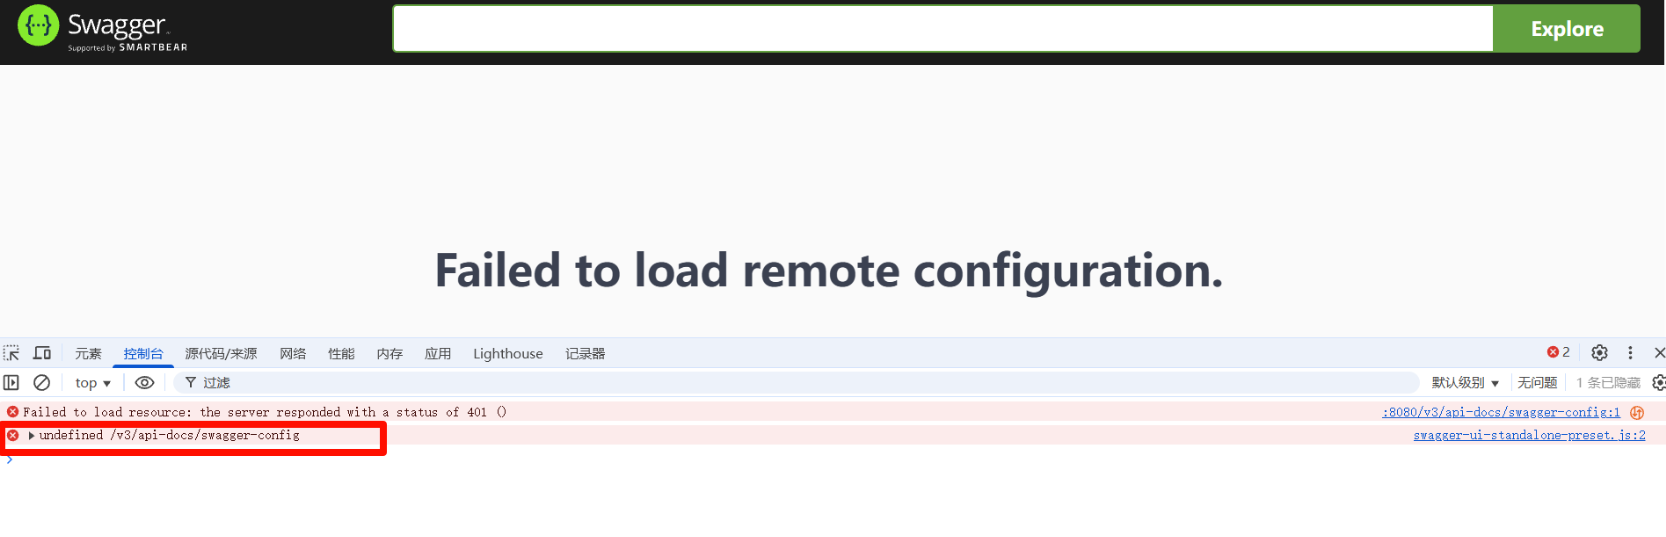 Swagger
Supported by SMARTBEAR
Explore
Failed to load remote configuration.
元素 控制台 源代码/来源 网络 性能 内存 应用 Lighthouse 记录器 2
top 过滤 默认级别 无问题 1 条已隐藏
Failed to load resource: the server responded with a status of 401 () :8080/v3/api-docs/swagger-config:1
undefined /v3/api-docs/swagger-config swagger-ui-standalone-preset.js:2